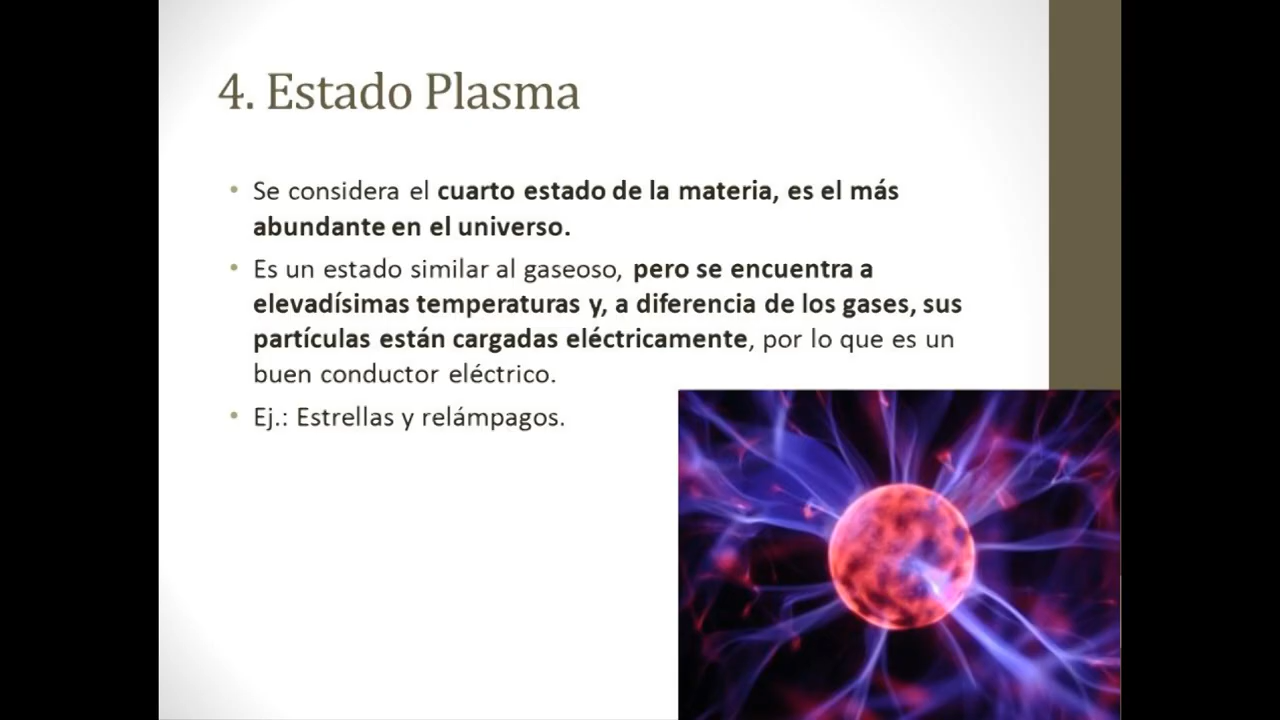 4. Estado Plasma
• Se considera el cuarto estado de la materia, es el más
abundante en el universo.
• Es un estado similar al gaseoso, pero se encuentra a
elevadísimas temperaturas y, a diferencia de los gases, sus
partículas están cargadas eléctricamente, por lo que es un
buen conductor eléctrico.
• Ej.: Estrellas y relámpagos.